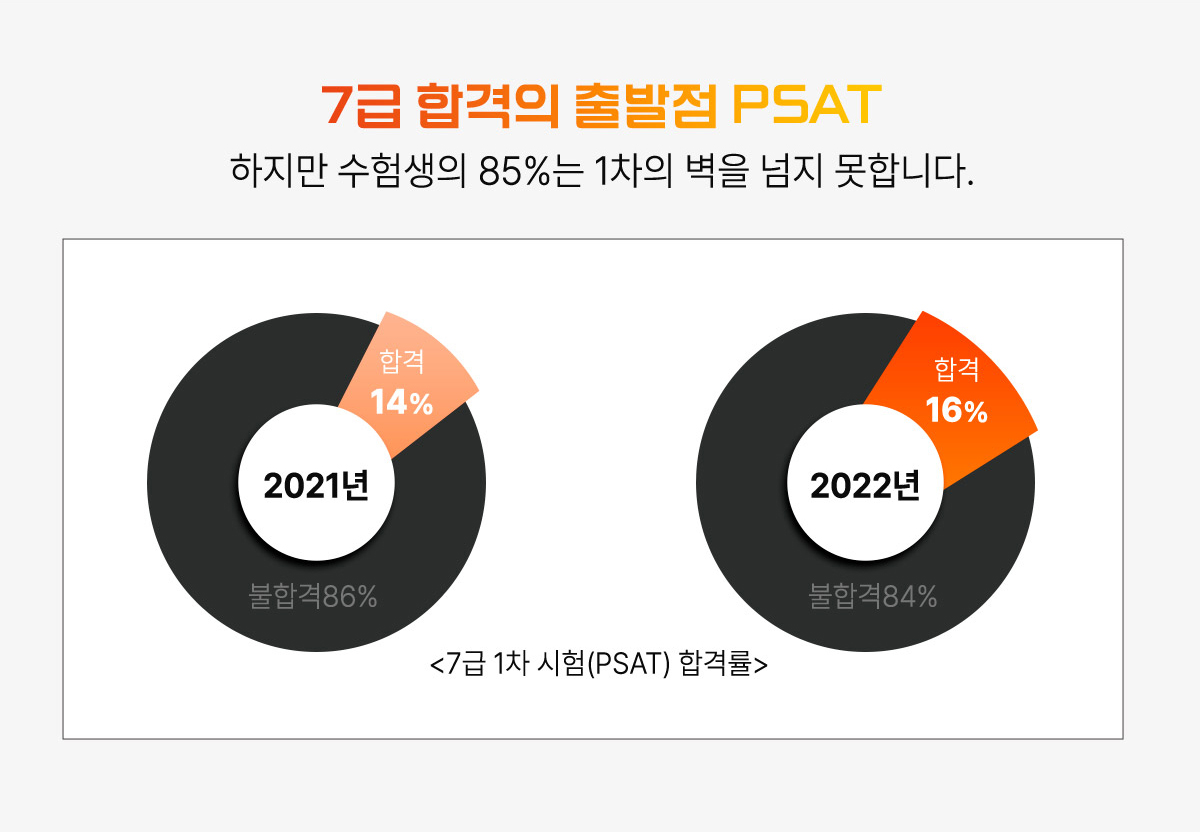 7급 합격의 출발점 PSAT
하지만 수험생의 85%는 1차의 벽을 넘지 못합니다.
합격
14%
2021년
불합격86%
합격
16%
2022년
불합격84%
<7급 1차 시험(PSAT) 합격률>